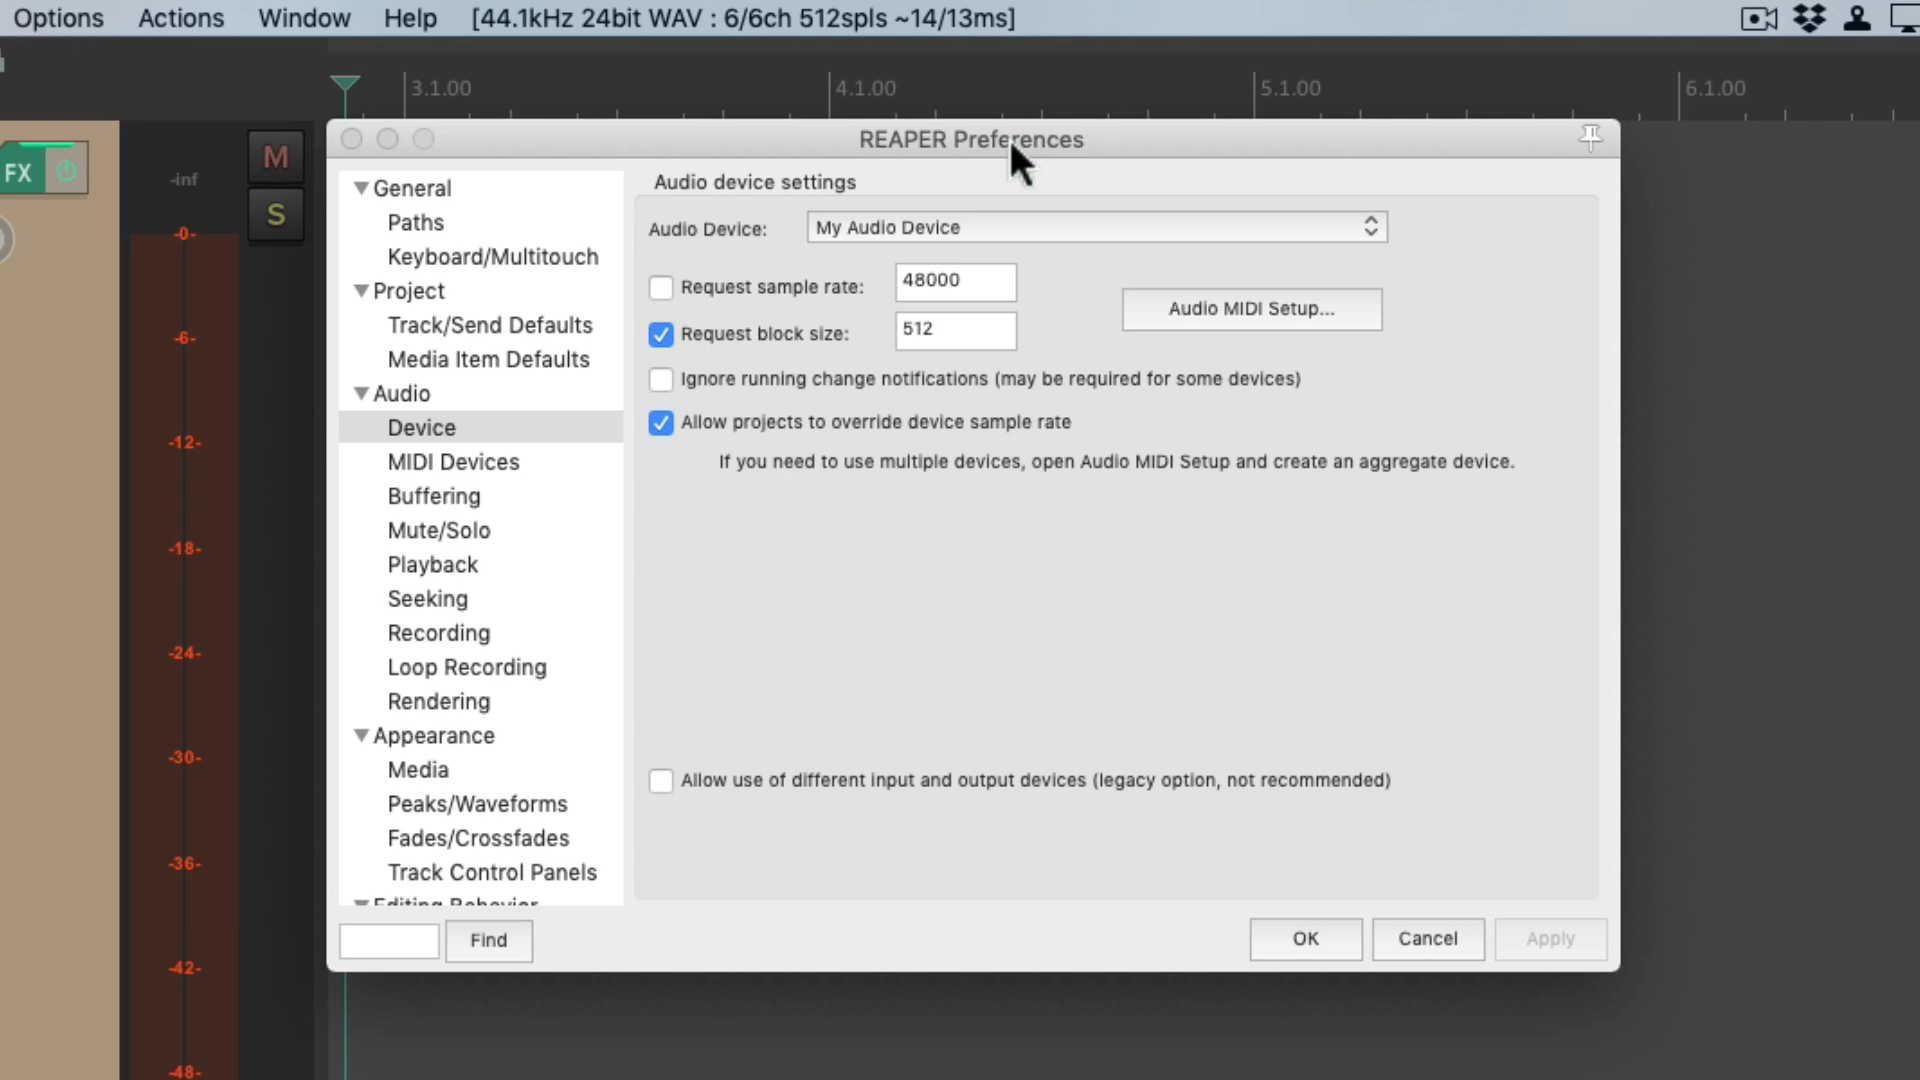 Options Actions Window Help [44.1kHz 24bit WAV : 6/6ch 512spls ~14/13ms]
3.1.00 4.1.00 5.1.00 6.1.00
REAPER Preferences
FX
M
S
-inf
-0-
-6-
-12-
-18-
-24-
-30-
-36-
-42-
-48-
General
Paths
Keyboard/Multitouch
Project
Track/Send Defaults
Media Item Defaults
Audio
Device
MIDI Devices
Buffering
Mute/Solo
Playback
Seeking
Recording
Loop Recording
Rendering
Appearance
Media
Peaks/Waveforms
Fades/Crossfades
Track Control Panels
Editing Behavior
Find
Audio device settings
Audio Device: My Audio Device
Request sample rate: 48000
Request block size: 512
Audio MIDI Setup...
Ignore running change notifications (may be required for some devices)
Allow projects to override device sample rate
If you need to use multiple devices, open Audio MIDI Setup and create an aggregate device.
Allow use of different input and output devices (legacy option, not recommended)
OK Cancel Apply